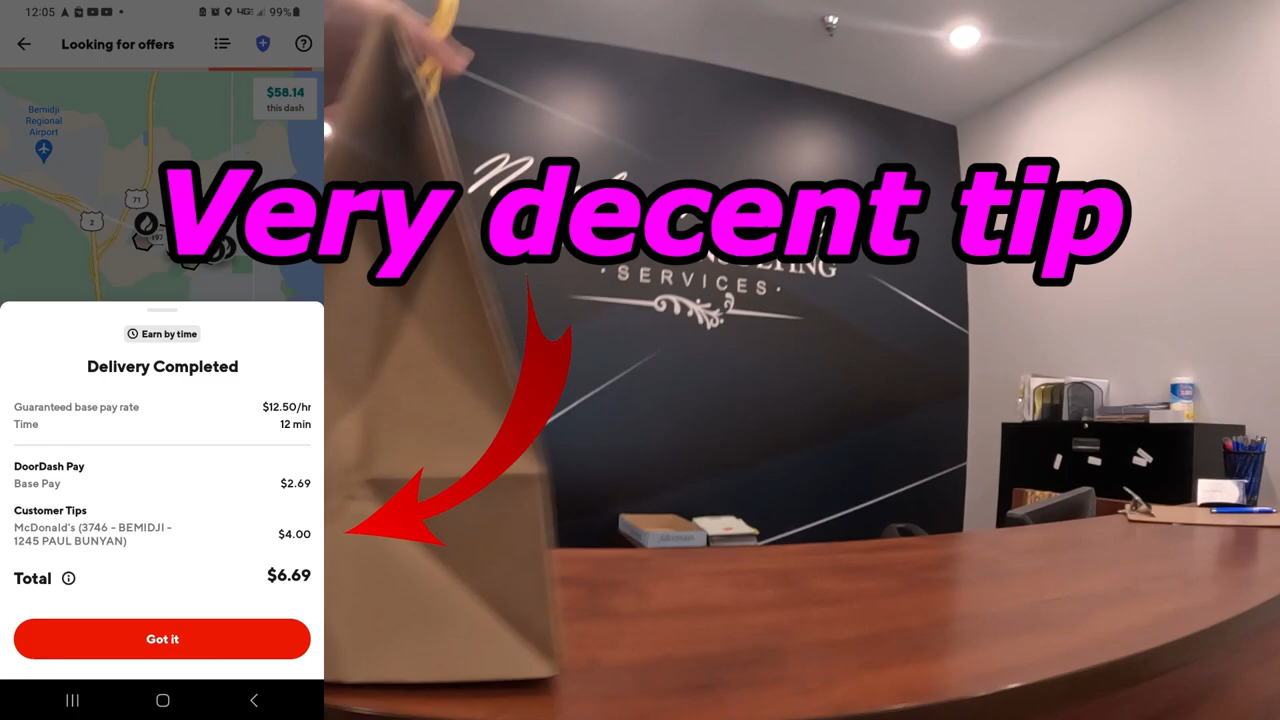 12:05
4G
99%
Looking for offers
$58.14
this dash
Bemidji
Regional
Airport
71
2
197
Very decent tip
·SERVICES·
Earn by time
Delivery Completed
Guaranteed base pay rate $12.50/hr
Time 12 min
DoorDash Pay
Base Pay $2.69
Customer Tips
McDonald's (3746 - BEMIDJI -
1245 PAUL BUNYAN) $4.00
Total $6.69
Got it